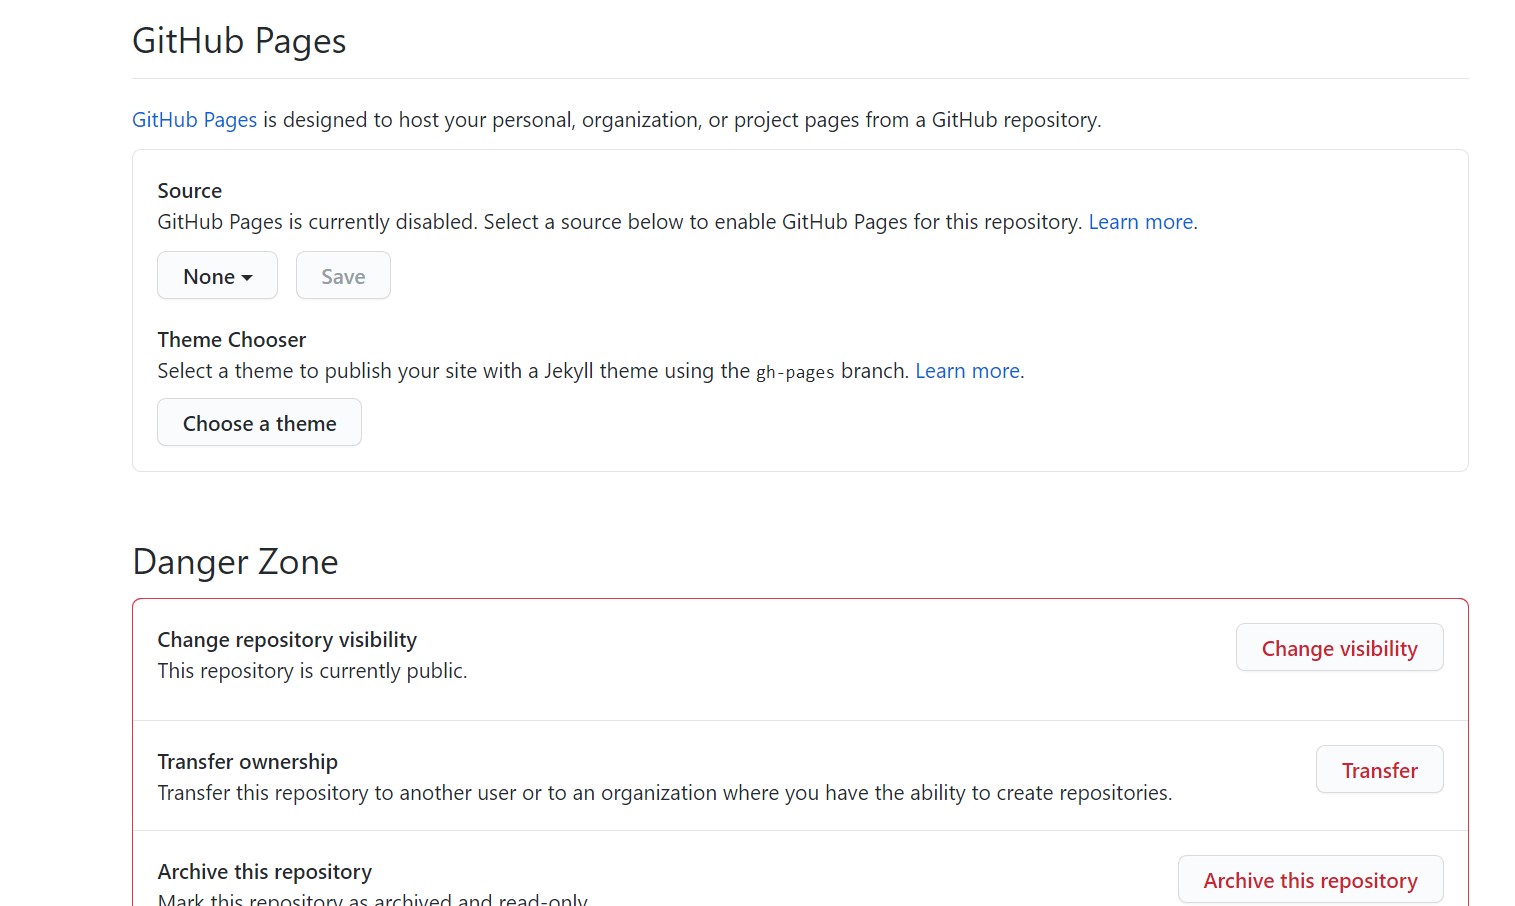 GitHub Pages
GitHub Pages is designed to host your personal, organization, or project pages from a GitHub repository.
Source
GitHub Pages is currently disabled. Select a source below to enable GitHub Pages for this repository. Learn more.
None Save
Theme Chooser
Select a theme to publish your site with a Jekyll theme using the gh-pages branch. Learn more.
Choose a theme
Danger Zone
Change repository visibility
Change visibility
This repository is currently public.
Transfer ownership
Transfer
Transfer this repository to another user or to an organization where you have the ability to create repositories.
Archive this repository
Archive this repository
Mark this repository as archived and read-only.